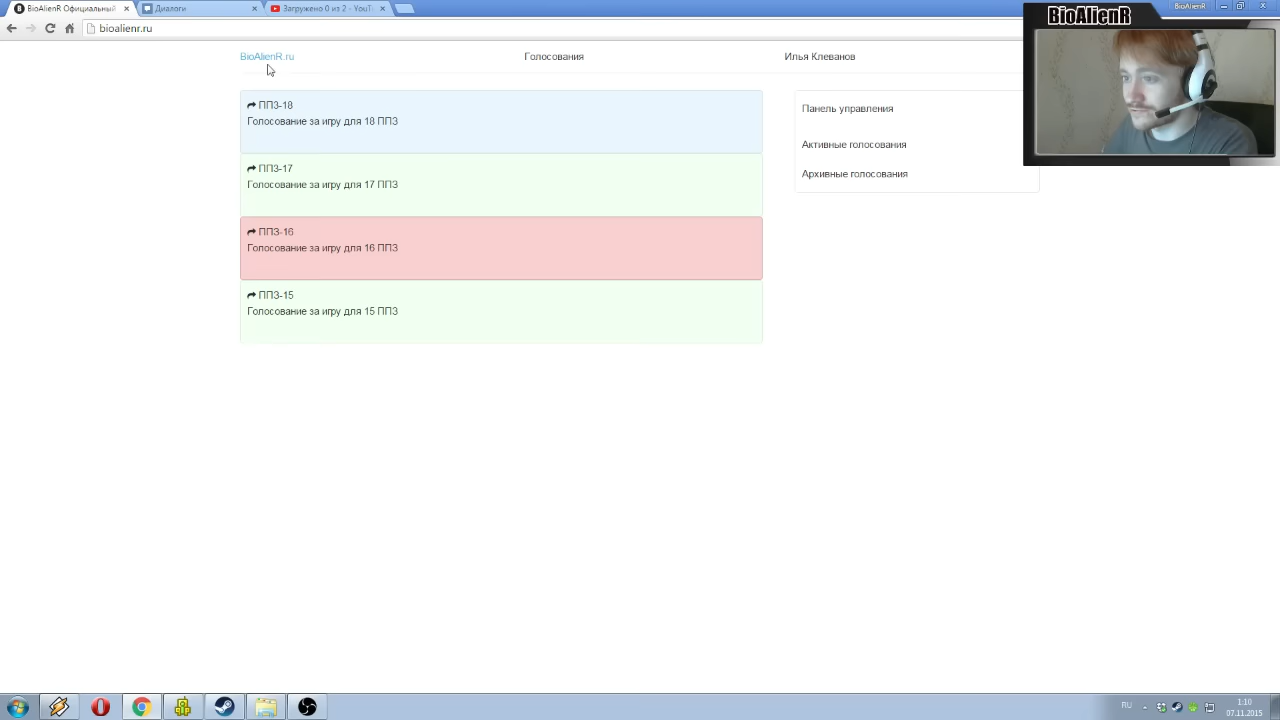 BioAlienR Официальный
Диалоги
Загружено 0 из 2 - YouT
BioAlienR
bioalienr.ru
BioAlienR
BioAlienR.ru
Голосования
Илья Клеванов
ППЗ-18
Голосование за игру для 18 ППЗ
ППЗ-17
Голосование за игру для 17 ППЗ
ППЗ-16
Голосование за игру для 16 ППЗ
ППЗ-15
Голосование за игру для 15 ППЗ
Панель управления
Активные голосования
Архивные голосования
RU
1:10
07.11.2015